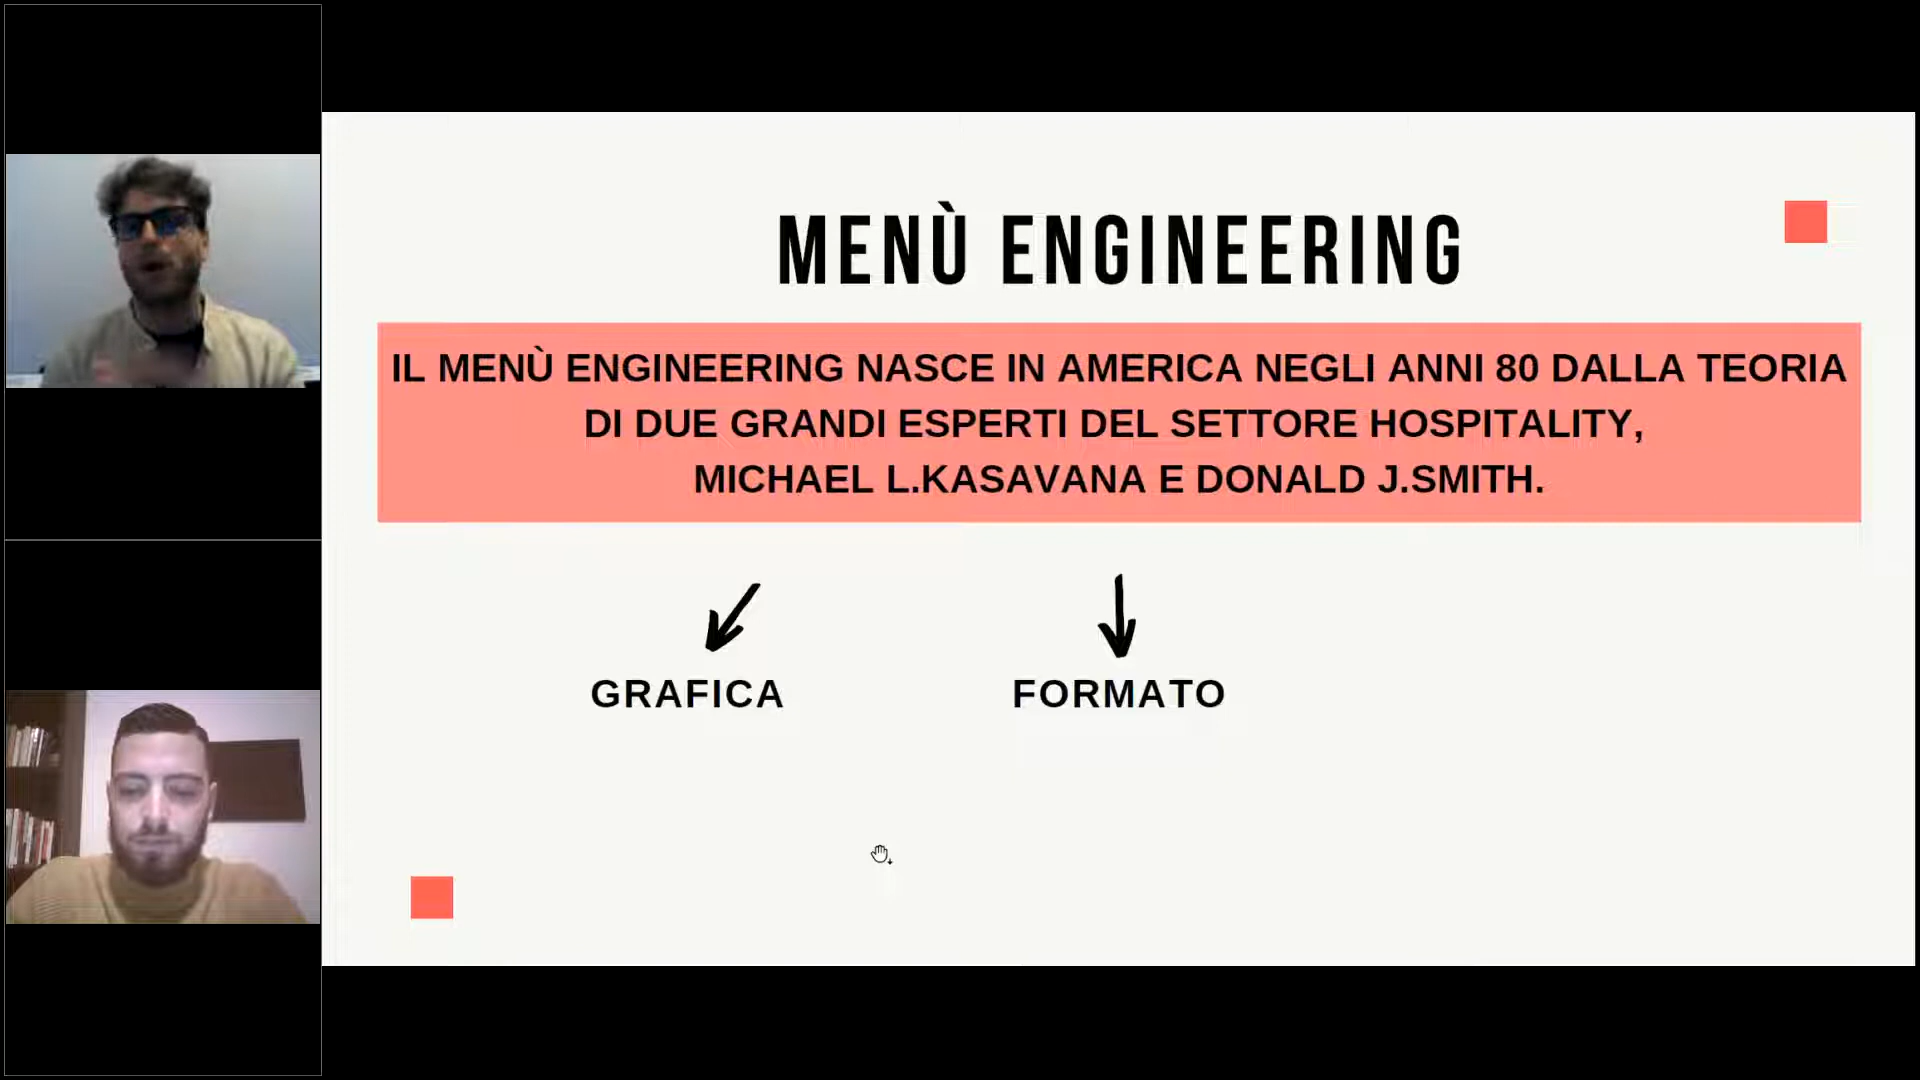 MENÙ ENGINEERING
IL MENÙ ENGINEERING NASCE IN AMERICA NEGLI ANNI 80 DALLA TEORIA
DI DUE GRANDI ESPERTI DEL SETTORE HOSPITALITY,
MICHAEL L.KASAVANA E DONALD J.SMITH.
GRAFICA
FORMATO